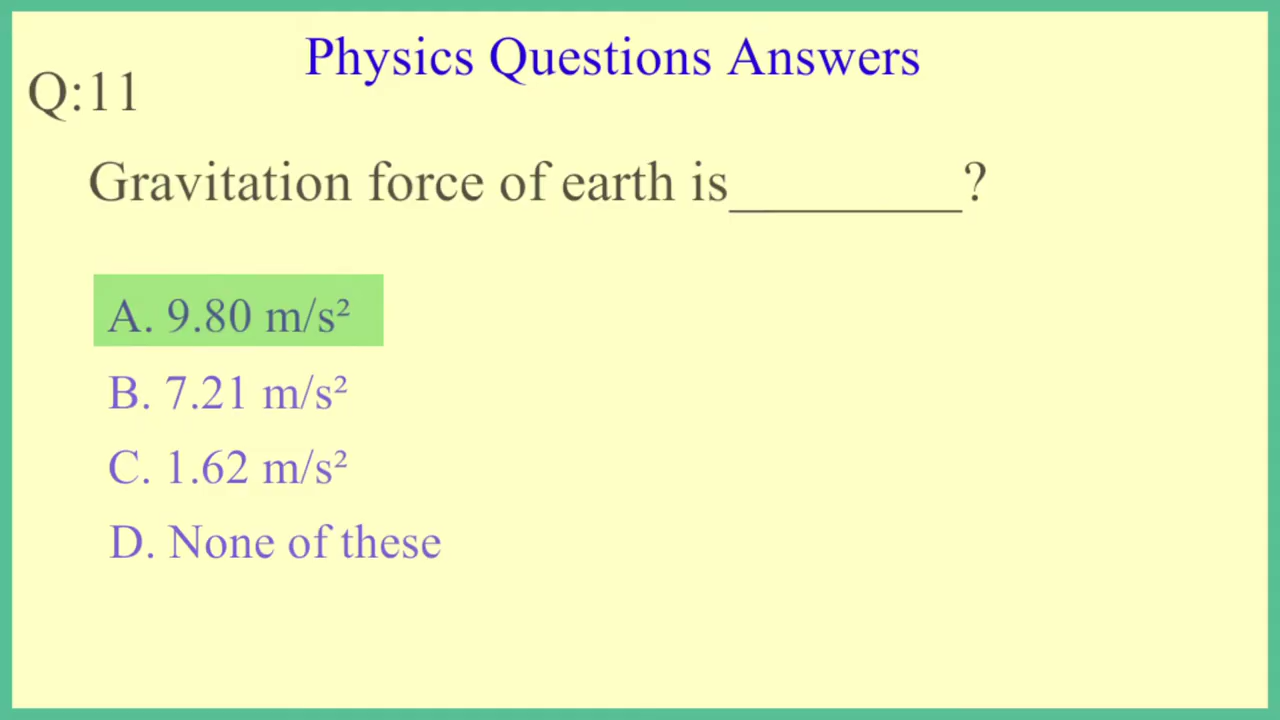 Physics Questions Answers
Q:11
Gravitation force of earth is_________?
A. 9.80 m/s²
B. 7.21 m/s²
C. 1.62 m/s²
D. None of these